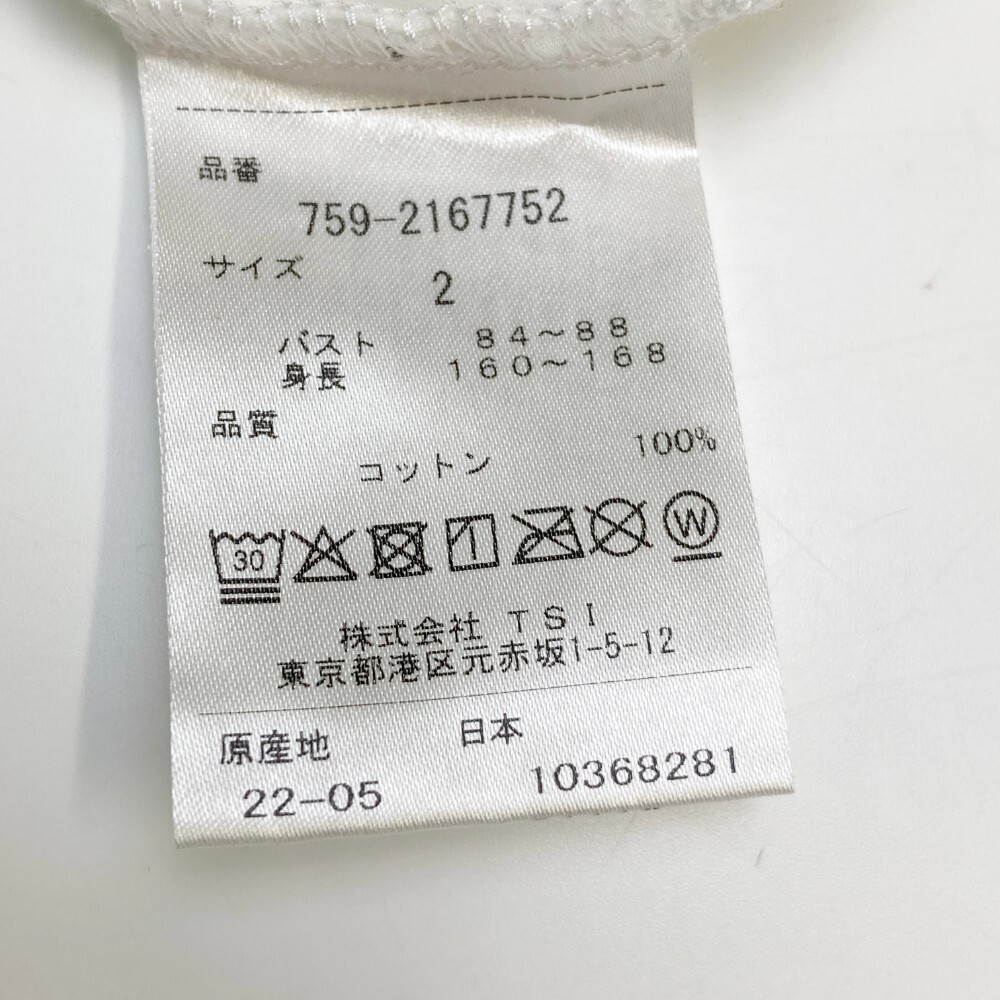 品番
759-2167752
サイズ
2
バスト 84～88
身長 160～168
品質
コットン 100%
30 W
株式会社 TSI
東京都港区元赤坂1-5-12
原産地 日本
22-05 10368281